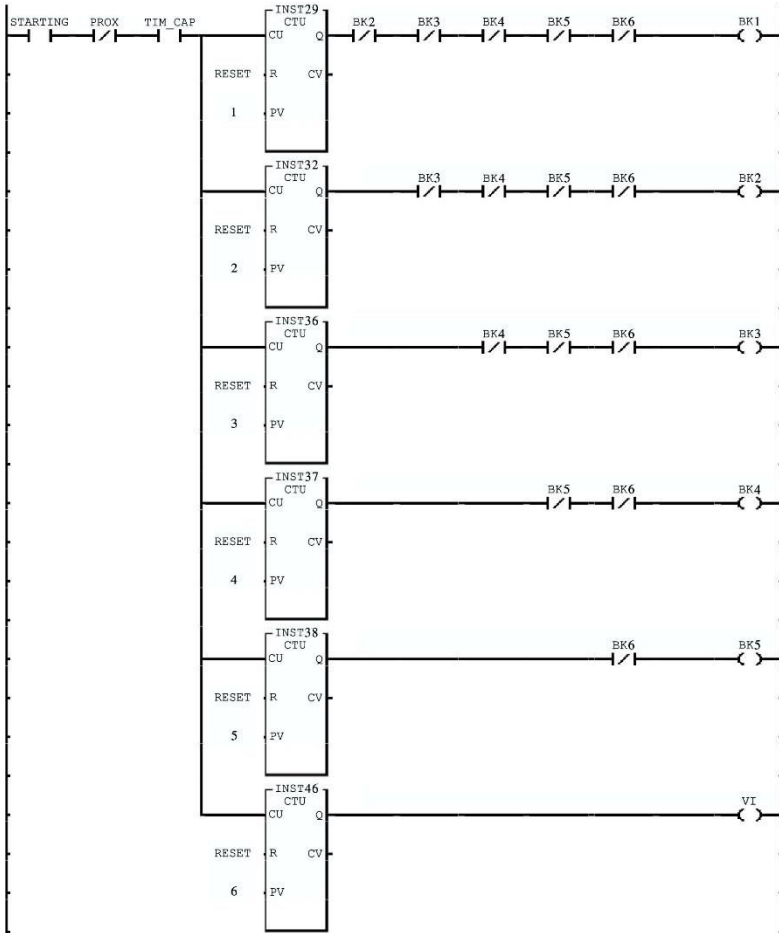 INST29
STARTING PROX TIM_CAP CTU BK2 BK3 BK4 BK5 BK6 BK1
CU Q
RESET R CV
1 PV
INST32
CTU BK3 BK4 BK5 BK6 BK2
CU Q
RESET R CV
2 PV
INST36
CTU BK4 BK5 BK6 BK3
CU Q
RESET R CV
3 PV
INST37
CTU BK5 BK6 BK4
CU Q
RESET R CV
4 PV
INST38
CTU BK6 BK5
CU Q
RESET R CV
5 PV
INST46
CTU VI
CU Q
RESET R CV
6 PV